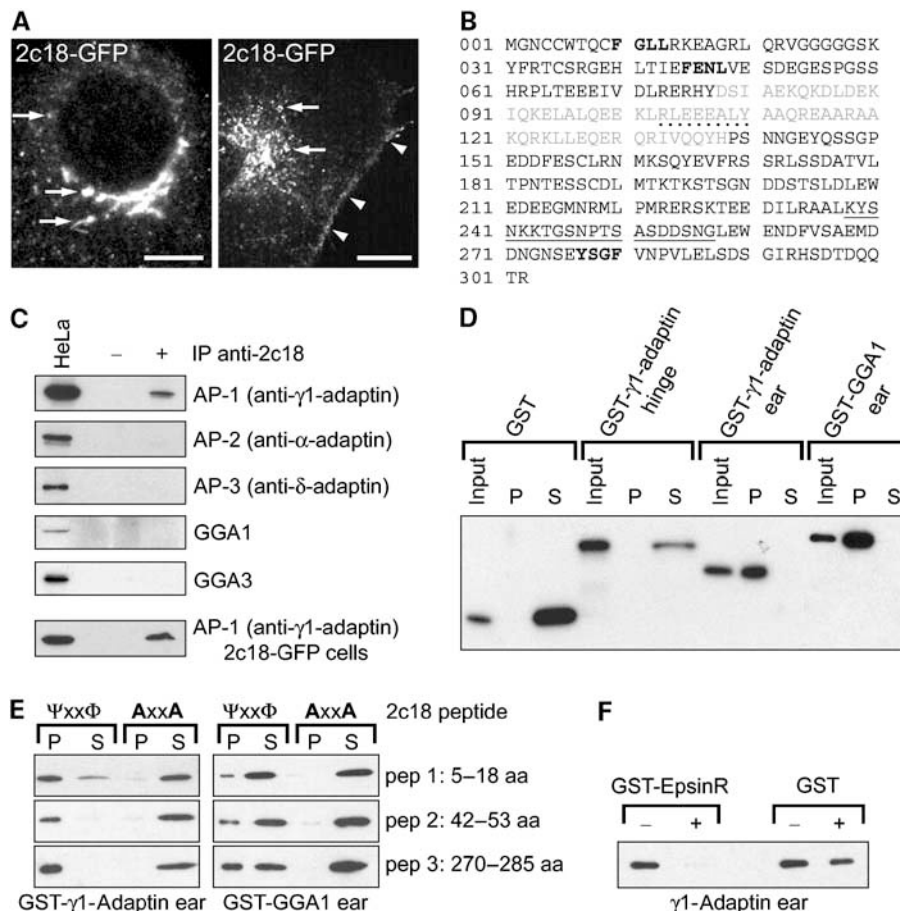 A
2c18-GFP
2c18-GFP
B
001 MGNCCWTQCF GLLRKEAGRL QRVGGGGGSK
031 YFRTCSRGEH LTIEFENLVE SDEGESPGSS
061 HRPLTEEEIV DLRERHYDSI AEKQKDLDEK
091 IQKELALQEE KLRLEEEALY AAQREAARAA
121 KQRKLLEQER QRIVQQYHPS NNGEYQSSGP
151 EDDFESCLRN MKSQYEVFRS SRLSSDATVL
181 TPNTESSCDL MTKTKSTSGN DDSTSLDLEW
211 EDEEGMNRML PMRERSKTEE DILRAALKYS
241 NKKTGSNPTS ASDDSNGLEW ENDFVSAEMD
271 DNGNSEYSGF VNPVLELSDS GIRHSDTDQQ
301 TR
C
HeLa – + IP anti-2c18
AP-1 (anti-γ1-adaptin)
AP-2 (anti-α-adaptin)
AP-3 (anti-δ-adaptin)
GGA1
GGA3
AP-1 (anti-γ1-adaptin)
2c18-GFP cells
D
GST
GST-γ1-adaptin hinge
GST-γ1-adaptin ear
GST-GGA1 ear
Input P S Input P S Input P S Input P S
E
ΨxxΦ AxxA ΨxxΦ AxxA 2c18 peptide
P S P S P S P S
pep 1: 5–18 aa
pep 2: 42–53 aa
pep 3: 270–285 aa
GST-γ1-Adaptin ear GST-GGA1 ear
F
GST-EpsinR GST
– + – +
γ1-Adaptin ear